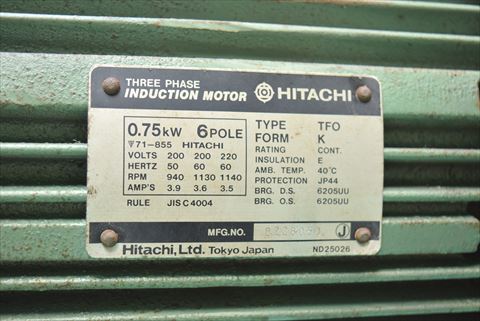 THREE PHASE
INDUCTION MOTOR HITACHI
0.75kW 6POLE
▽71-855 HITACHI
VOLTS 200 200 220
HERTZ 50 60 60
RPM 940 1130 1140
AMP'S 3.9 3.6 3.5
RULE JIS C 4004
TYPE TFO
FORM K
RATING CONT.
INSULATION E
AMB. TEMP. 40°C
PROTECTION JP44
BRG. D.S. 6205UU
BRG. O.S. 6205UU
MFG.NO. J
Hitachi, Ltd. Tokyo Japan ND25026